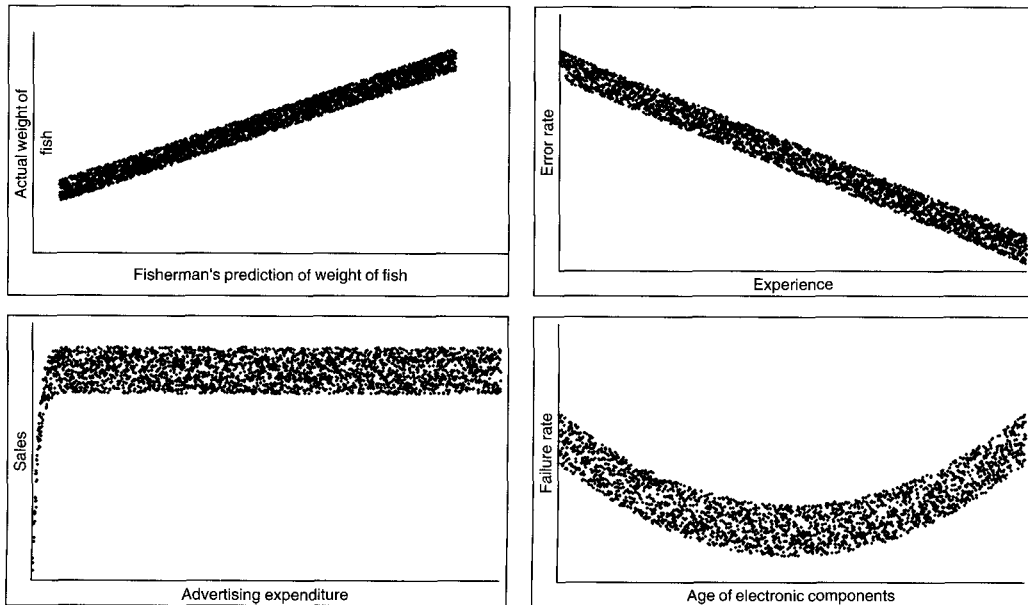 Actual weight of
fish
Fisherman's prediction of weight of fish
Error rate
Experience
Sales
Advertising expenditure
Failure rate
Age of electronic components